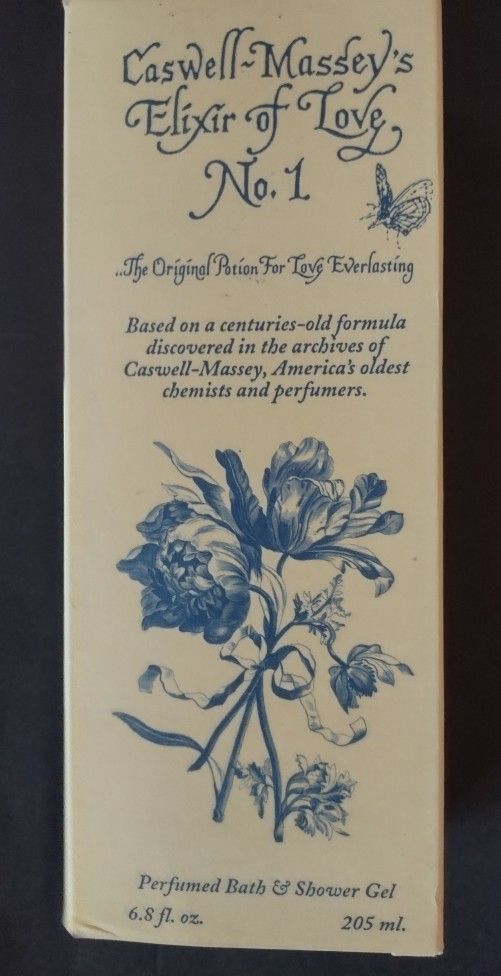 Caswell-Massey's
Elixir of Love
No. 1
..The Original Potion For Love Everlasting
Based on a centuries-old formula
discovered in the archives of
Caswell-Massey, America's oldest
chemists and perfumers.
Perfumed Bath & Shower Gel
6.8 fl. oz. 205 ml.